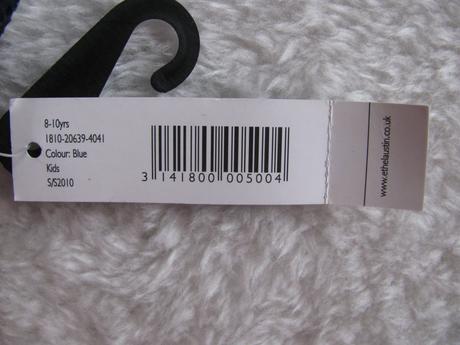 8-10yrs
1810-20639-4041
Colour: Blue
Kids
S/S2010
3 141800 005004
www.ethelaustin.co.uk